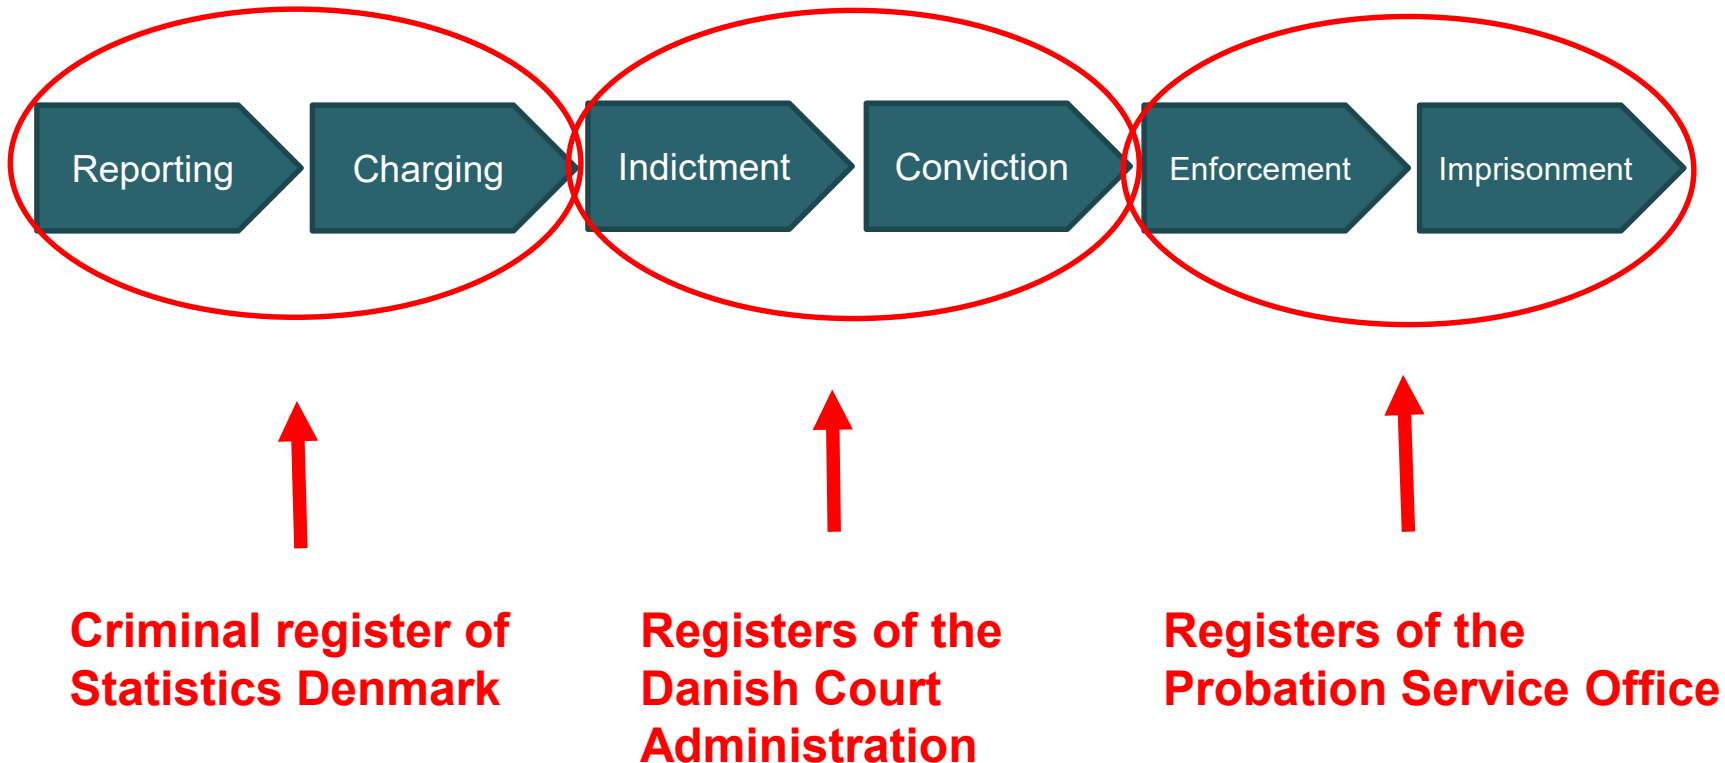 Reporting
Charging
Indictment
Conviction
Enforcement
Imprisonment
Criminal register of
Statistics Denmark
Registers of the
Danish Court
Administration
Registers of the
Probation Service Office